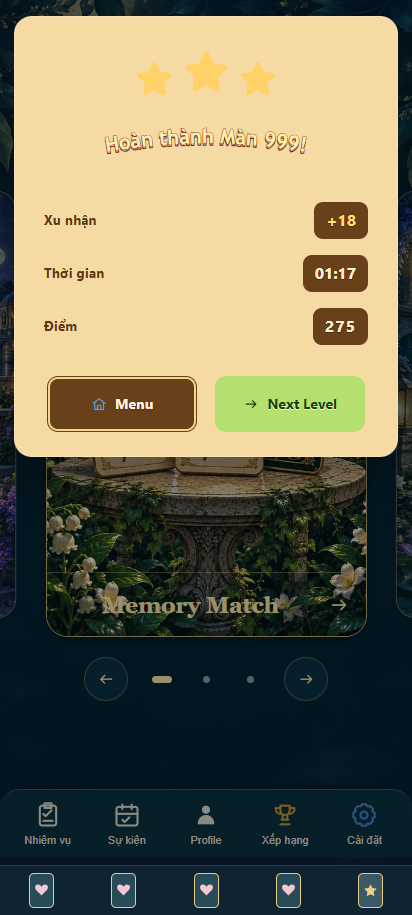 Hoàn thành Màn 999!
Xu nhận
+18
Thời gian
01:17
Điểm
275
Menu
Next Level
Memory Match
Nhiệm vụ
Sự kiện
Profile
Xếp hạng
Cài đặt